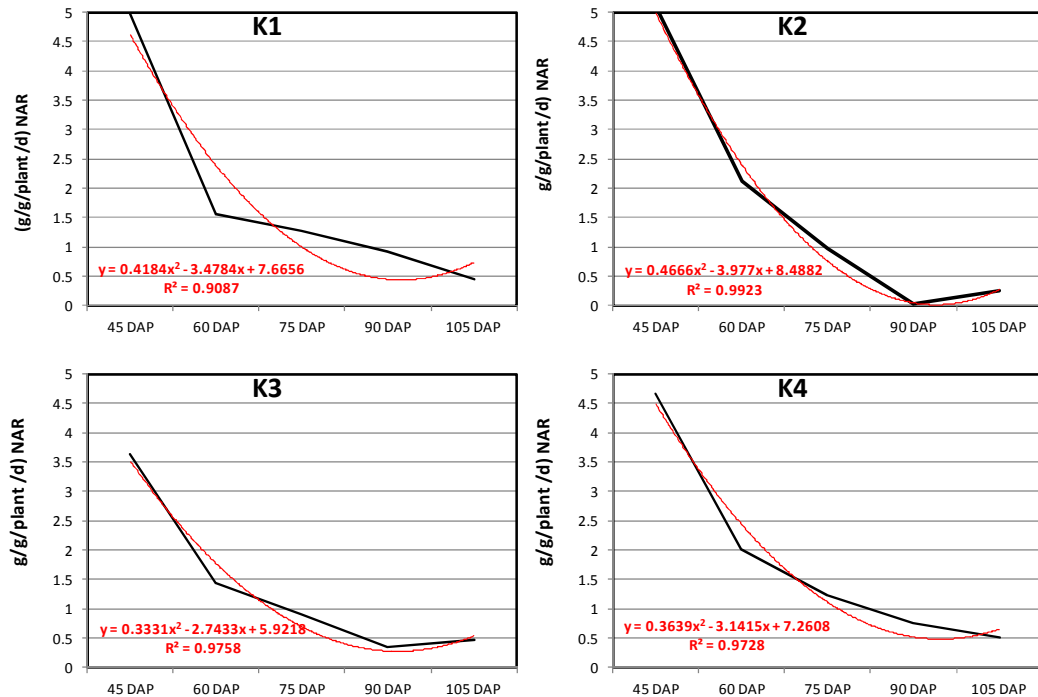 K1
(g/g/plant /d) NAR
5
4.5
4
3.5
3
2.5
2
1.5
1
0.5
0
y = 0.4184x² - 3.4784x + 7.6656
R² = 0.9087
45 DAP 60 DAP 75 DAP 90 DAP 105 DAP
K2
g/g/plant/d) NAR
5
4.5
4
3.5
3
2.5
2
1.5
1
0.5
0
y = 0.4666x² - 3.977x + 8.4882
R² = 0.9923
45 DAP 60 DAP 75 DAP 90 DAP 105 DAP
K3
g/g/plant /d) NAR
5
4.5
4
3.5
3
2.5
2
1.5
1
0.5
0
y = 0.3331x² - 2.7433x + 5.9218
R² = 0.9758
45 DAP 60 DAP 75 DAP 90 DAP 105 DAP
K4
g/g/plant /d) NAR
5
4.5
4
3.5
3
2.5
2
1.5
1
0.5
0
y = 0.3639x² - 3.1415x + 7.2608
R² = 0.9728
45 DAP 60 DAP 75 DAP 90 DAP 105 DAP